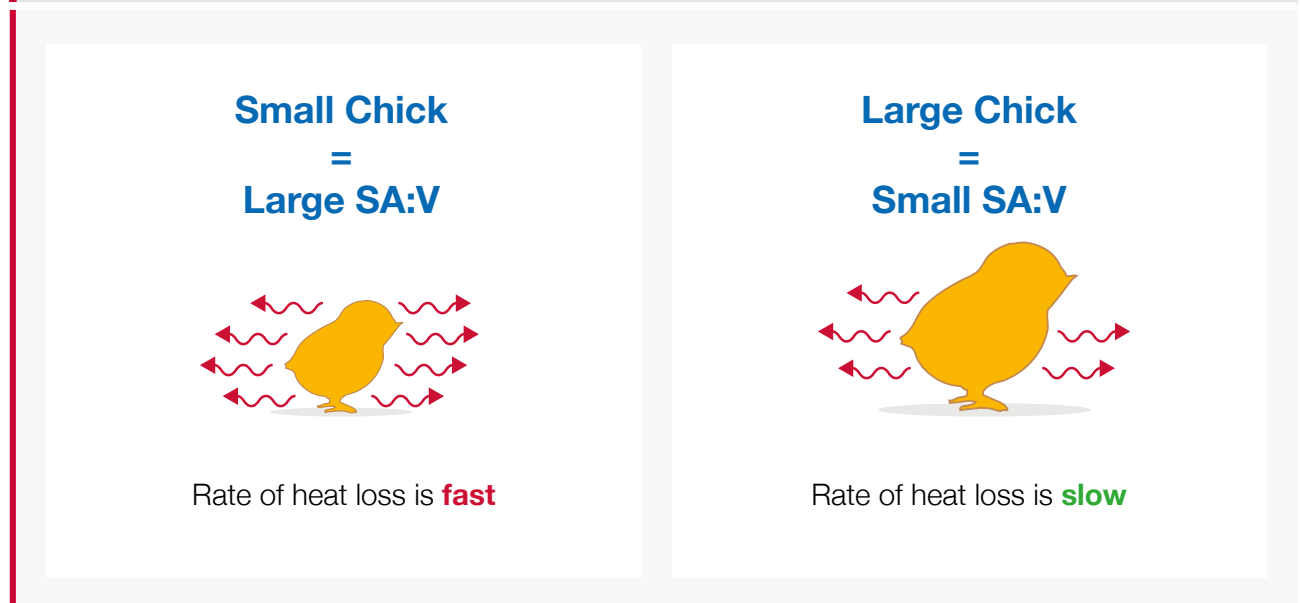 Small Chick
=
Large SA:V
Rate of heat loss is fast
Large Chick
=
Small SA:V
Rate of heat loss is slow